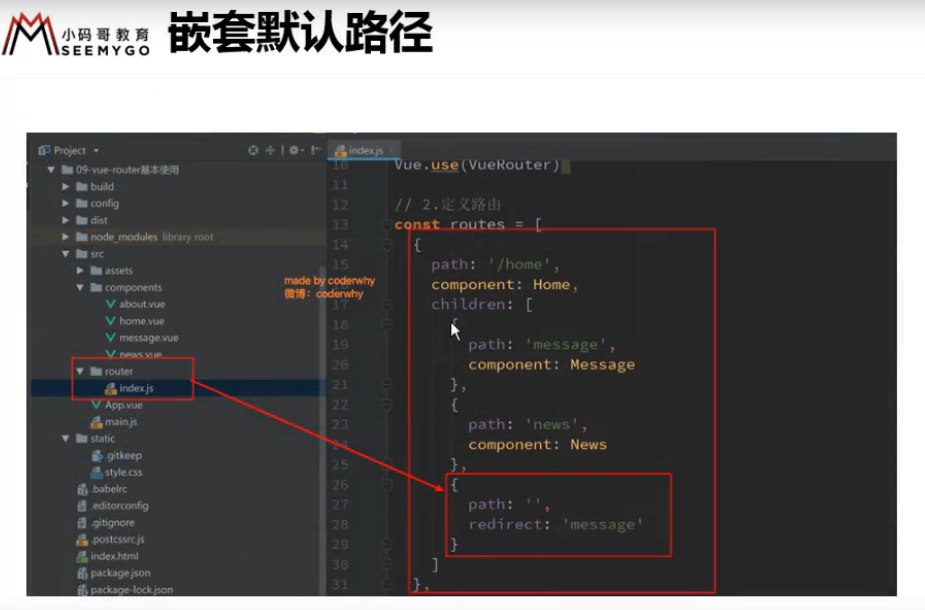 小码哥教育
SEEMYGO
嵌套默认路径
Project
09-vue-router基本使用
build
config
dist
node_modules library root
src
assets
components
about.vue
home.vue
message.vue
news.vue
router
index.js
App.vue
main.js
static
.gitkeep
style.css
.babelrc
.editorconfig
.gitignore
.postcssrc.js
index.html
package.json
package-lock.json
made by coderwhy
微博：coderwhy
index.js
10 Vue.use(VueRouter)
11
12 // 2.定义路由
13 const routes = [
14 {
15 path: '/home',
16 component: Home,
17 children: [
18 {
19 path: 'message',
20 component: Message
21 },
22 {
23 path: 'news',
24 component: News
25 },
26 {
27 path: '',
28 redirect: 'message'
29 }
30 ]
31 },